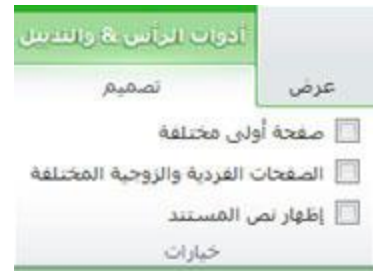 أدوات الرأس & والتذييل
عرض
تصميم
صفحة أولى مختلفة
الصفحات الفردية والزوجية المختلفة
إظهار نص المستند
خيارات